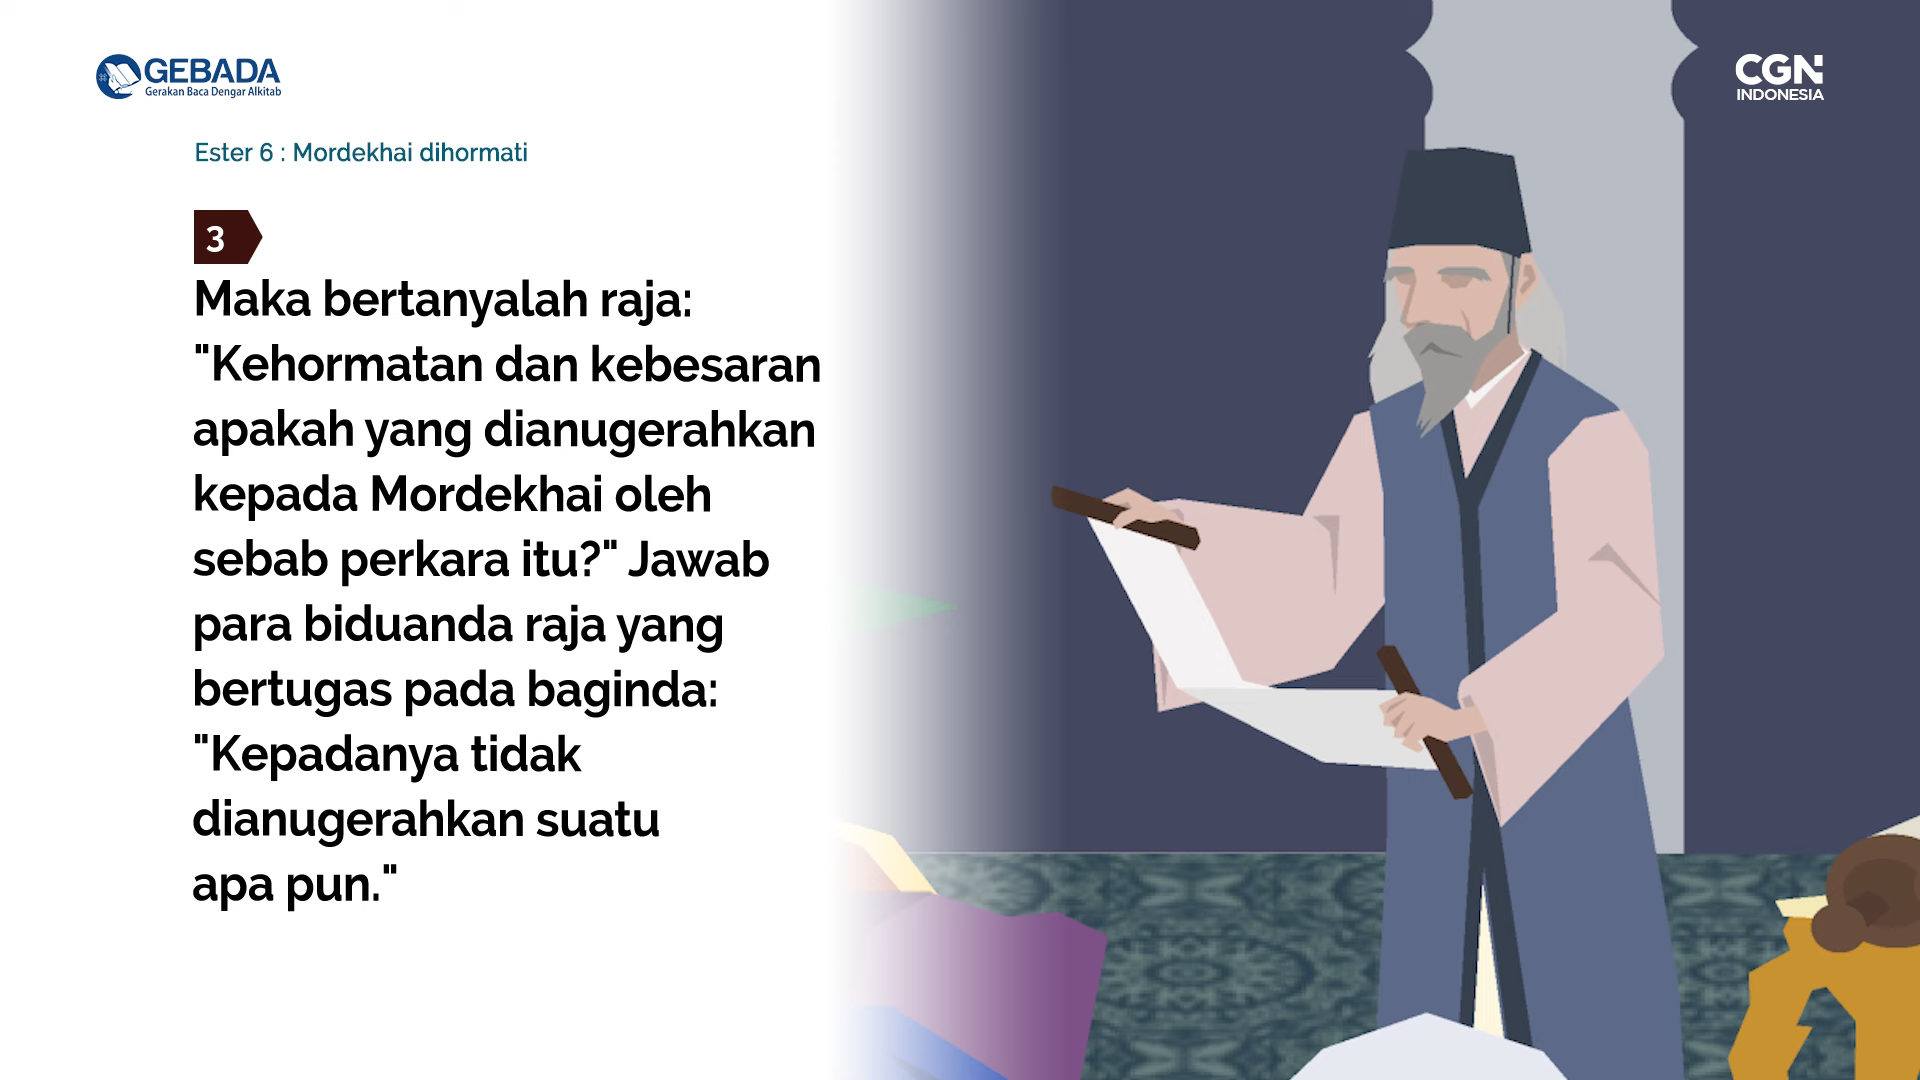 GEBADA
Gerakan Baca Dengar Alkitab
CGN
INDONESIA
Ester 6 : Mordekhai dihormati
3
Maka bertanyalah raja:
"Kehormatan dan kebesaran
apakah yang dianugerahkan
kepada Mordekhai oleh
sebab perkara itu?" Jawab
para biduanda raja yang
bertugas pada baginda:
"Kepadanya tidak
dianugerahkan suatu
apa pun."